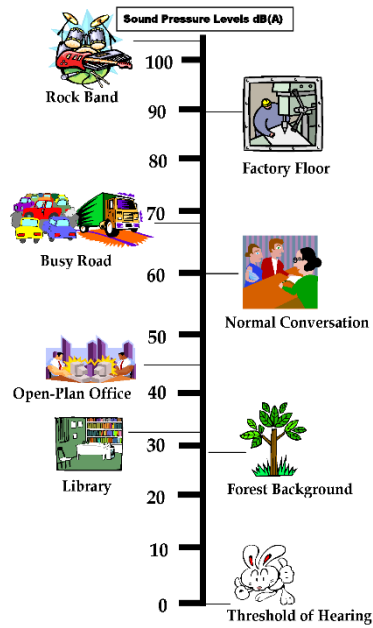 Sound Pressure Levels dB(A)
100
Rock Band
90
Factory Floor
80
70
Busy Road
60
Normal Conversation
50
Open-Plan Office
40
30
Library
Forest Background
20
10
0
Threshold of Hearing